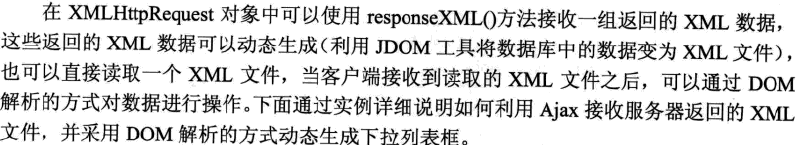 在 XMLHttpRequest 对象中可以使用 responseXML()方法接收一组返回的 XML 数据，
这些返回的 XML 数据可以动态生成（利用 JDOM 工具将数据库中的数据变为 XML 文件），
也可以直接读取一个 XML 文件，当客户端接收到读取的 XML 文件之后，可以通过 DOM
解析的方式对数据进行操作。下面通过实例详细说明如何利用 Ajax 接收服务器返回的 XML
文件，并采用 DOM 解析的方式动态生成下拉列表框。